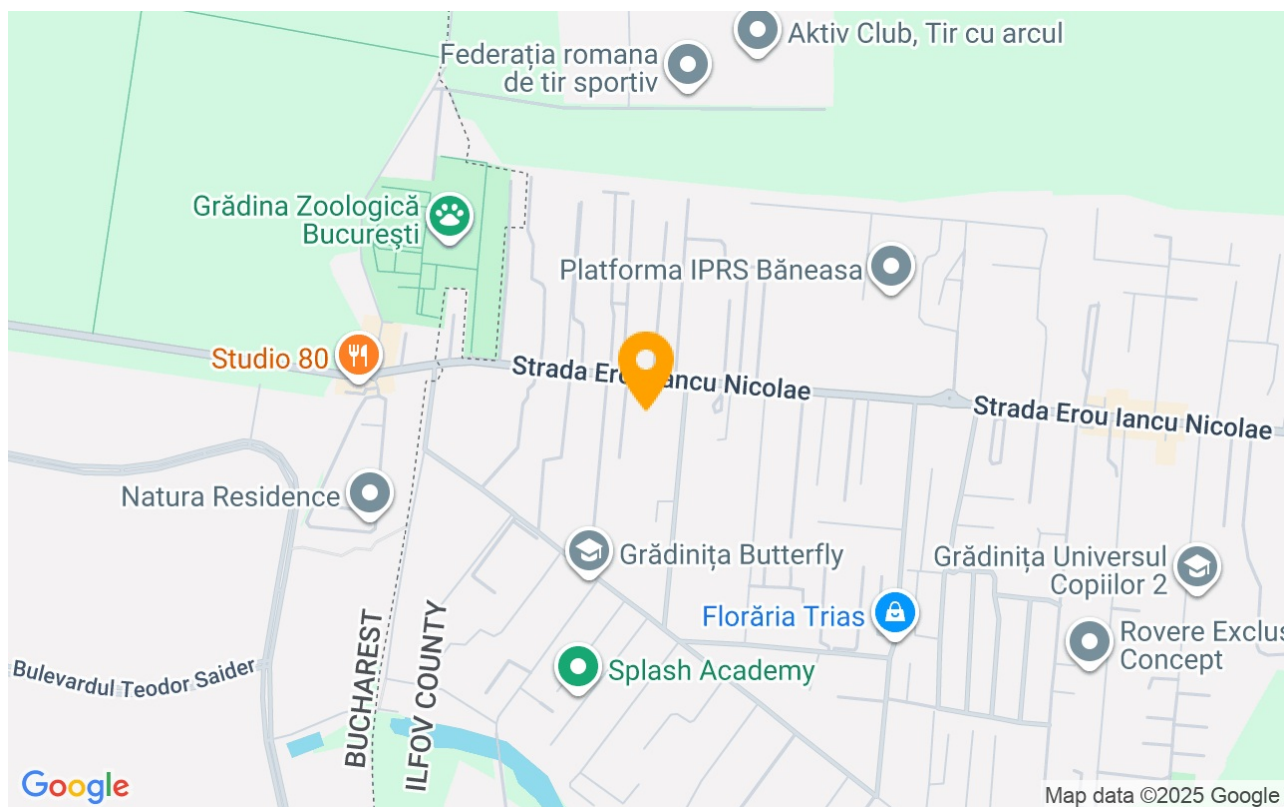 Aktiv Club, Tir cu arcul
Federația romana
de tir sportiv
Grădina Zoologică
București
Platforma IPRS Băneasa
Studio 80
Strada Erou Iancu Nicolae
Strada Erou Iancu Nicolae
Natura Residence
Grădinița Butterfly
Grădinița Universul
Copiilor 2
Florăria Trias
Rovere Exclus
Concept
Splash Academy
Bulevardul Teodor Saider
BUCHAREST
ILFOV COUNTY
Google
Map data ©2025 Google